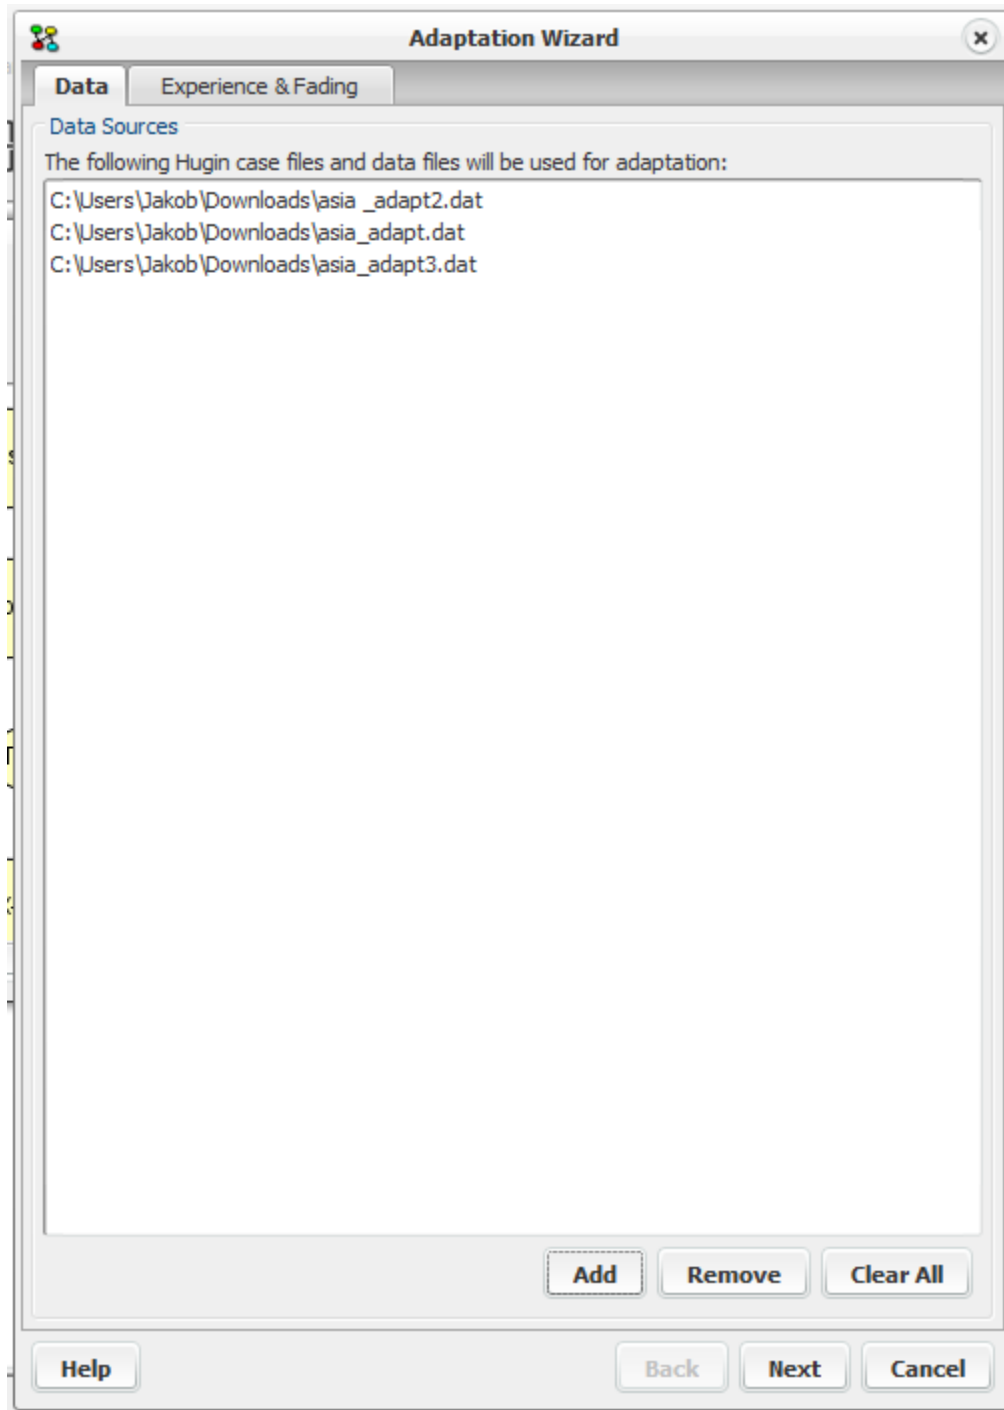 Adaptation Wizard
Data Experience & Fading
Data Sources
The following Hugin case files and data files will be used for adaptation:
C:\Users\Jakob\Downloads\asia _adapt2.dat
C:\Users\Jakob\Downloads\asia_adapt.dat
C:\Users\Jakob\Downloads\asia_adapt3.dat
Add Remove Clear All
Help Back Next Cancel